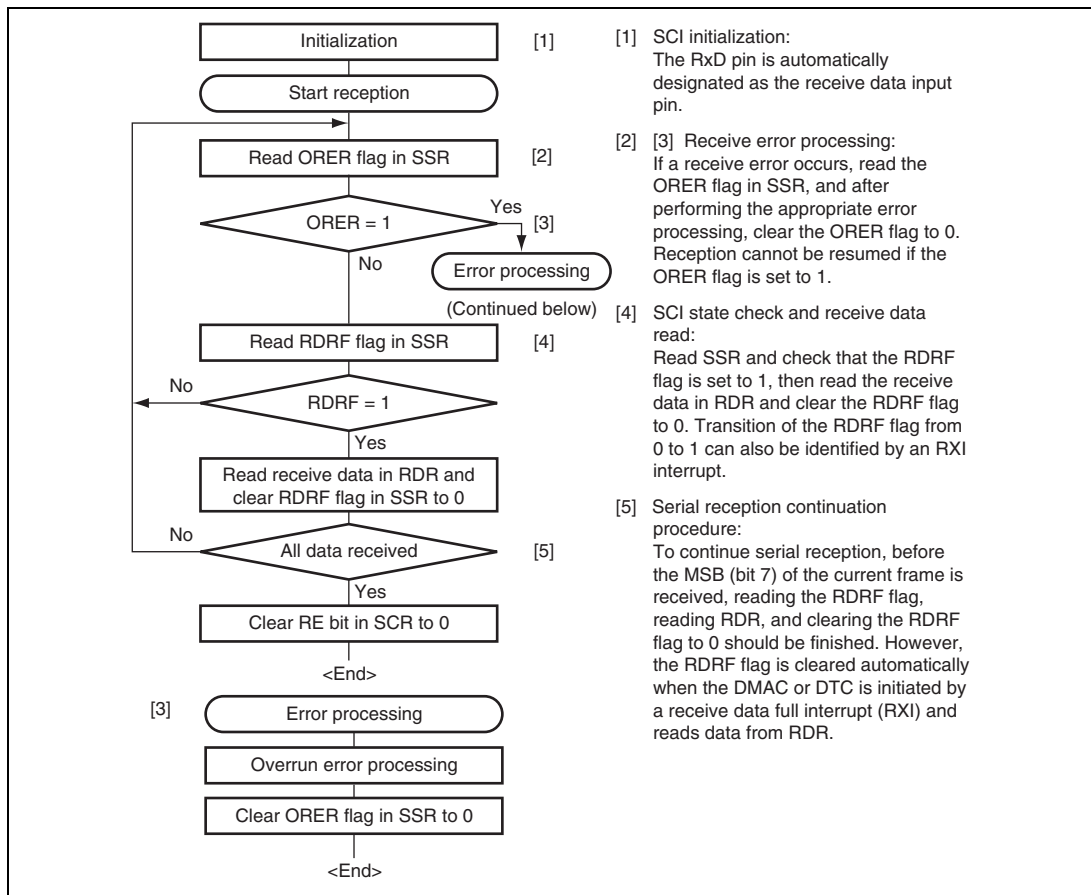 Initialization
[1]
Start reception
Read ORER flag in SSR
[2]
ORER = 1
Yes
[3]
No
Error processing
(Continued below)
Read RDRF flag in SSR
[4]
No
RDRF = 1
Yes
Read receive data in RDR and
clear RDRF flag in SSR to 0
No
All data received
[5]
Yes
Clear RE bit in SCR to 0
<End>
[3]
Error processing
Overrun error processing
Clear ORER flag in SSR to 0
<End>
[1] SCI initialization:
The RxD pin is automatically
designated as the receive data input
pin.
[2] [3] Receive error processing:
If a receive error occurs, read the
ORER flag in SSR, and after
performing the appropriate error
processing, clear the ORER flag to 0.
Reception cannot be resumed if the
ORER flag is set to 1.
[4] SCI state check and receive data
read:
Read SSR and check that the RDRF
flag is set to 1, then read the receive
data in RDR and clear the RDRF flag
to 0. Transition of the RDRF flag from
0 to 1 can also be identified by an RXI
interrupt.
[5] Serial reception continuation
procedure:
To continue serial reception, before
the MSB (bit 7) of the current frame is
received, reading the RDRF flag,
reading RDR, and clearing the RDRF
flag to 0 should be finished. However,
the RDRF flag is cleared automatically
when the DMAC or DTC is initiated by
a receive data full interrupt (RXI) and
reads data from RDR.